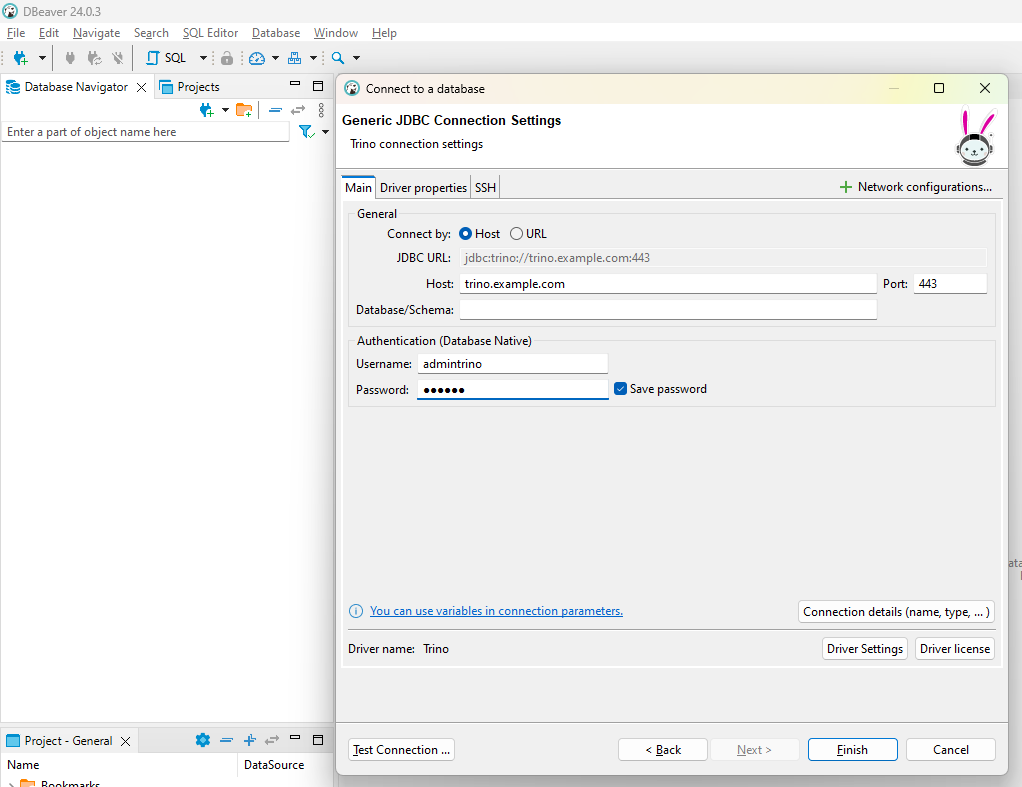 DBeaver 24.0.3
File Edit Navigate Search SQL Editor Database Window Help
SQL
Database Navigator Projects
Enter a part of object name here
Connect to a database
Generic JDBC Connection Settings
Trino connection settings
Main Driver properties SSH Network configurations...
General
Connect by: Host URL
JDBC URL: jdbc:trino://trino.example.com:443
Host: trino.example.com Port: 443
Database/Schema:
Authentication (Database Native)
Username: admintrino
Password: •••••• Save password
You can use variables in connection parameters.
Connection details (name, type, ... )
Driver name: Trino Driver Settings Driver license
Test Connection ... < Back Next > Finish Cancel
Project - General
Name DataSource
Bookmarks